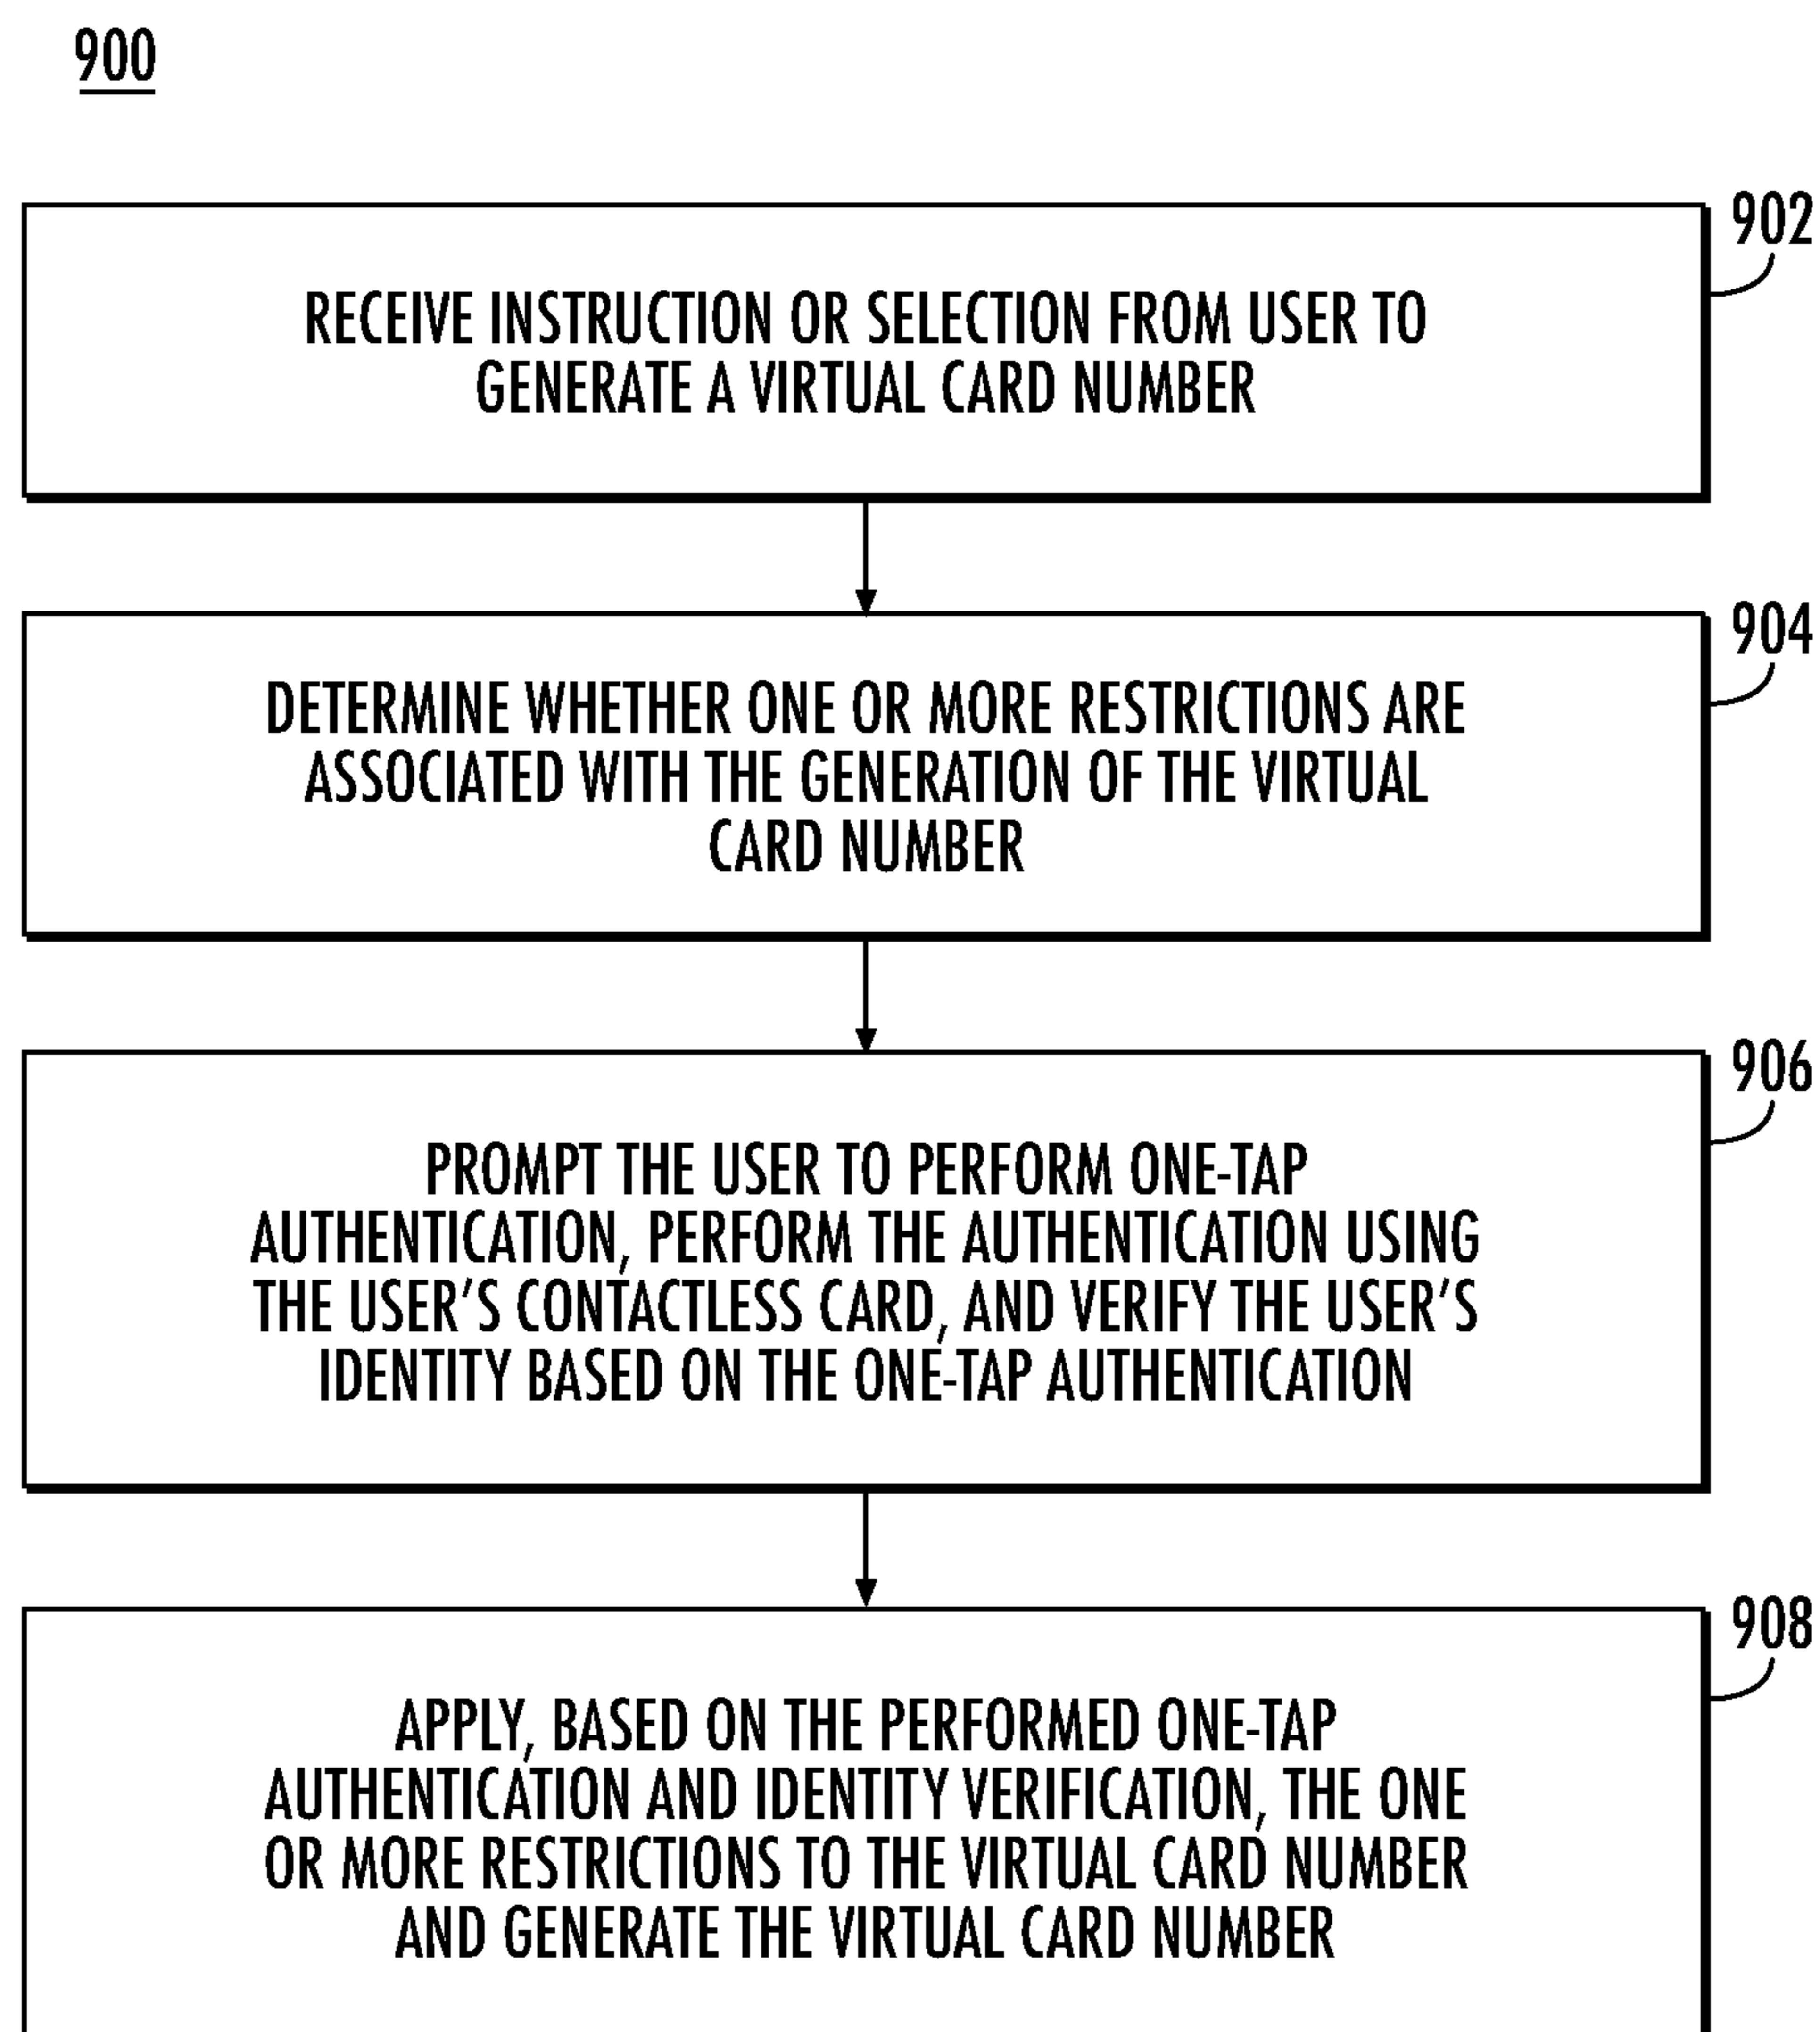 900
902
RECEIVE INSTRUCTION OR SELECTION FROM USER TO
GENERATE A VIRTUAL CARD NUMBER
904
DETERMINE WHETHER ONE OR MORE RESTRICTIONS ARE
ASSOCIATED WITH THE GENERATION OF THE VIRTUAL
CARD NUMBER
906
PROMPT THE USER TO PERFORM ONE-TAP
AUTHENTICATION, PERFORM THE AUTHENTICATION USING
THE USER'S CONTACTLESS CARD, AND VERIFY THE USER'S
IDENTITY BASED ON THE ONE-TAP AUTHENTICATION
908
APPLY, BASED ON THE PERFORMED ONE-TAP
AUTHENTICATION AND IDENTITY VERIFICATION, THE ONE
OR MORE RESTRICTIONS TO THE VIRTUAL CARD NUMBER
AND GENERATE THE VIRTUAL CARD NUMBER